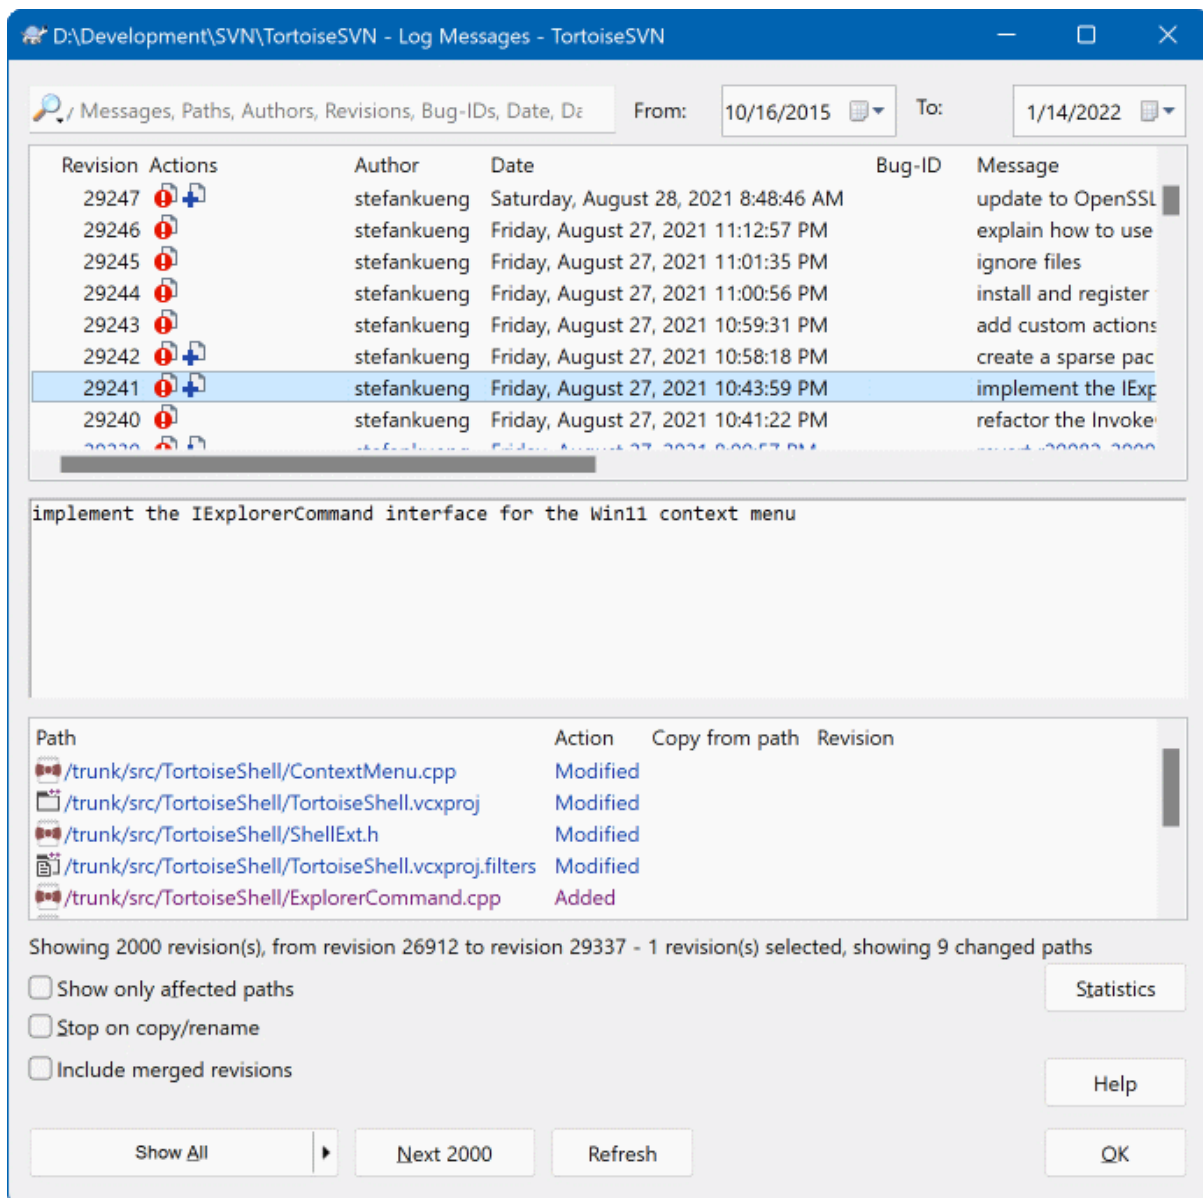 D:\Development\SVN\TortoiseSVN - Log Messages - TortoiseSVN
Messages, Paths, Authors, Revisions, Bug-IDs, Date, Da From: 10/16/2015 To: 1/14/2022
Revision Actions Author Date Bug-ID Message
29247 stefankueng Saturday, August 28, 2021 8:48:46 AM update to OpenSSL
29246 stefankueng Friday, August 27, 2021 11:12:57 PM explain how to use
29245 stefankueng Friday, August 27, 2021 11:01:35 PM ignore files
29244 stefankueng Friday, August 27, 2021 11:00:56 PM install and register
29243 stefankueng Friday, August 27, 2021 10:59:31 PM add custom actions
29242 stefankueng Friday, August 27, 2021 10:58:18 PM create a sparse pac
29241 stefankueng Friday, August 27, 2021 10:43:59 PM implement the IExp
29240 stefankueng Friday, August 27, 2021 10:41:22 PM refactor the Invoke
implement the IExplorerCommand interface for the Win11 context menu
Path Action Copy from path Revision
/trunk/src/TortoiseShell/ContextMenu.cpp Modified
/trunk/src/TortoiseShell/TortoiseShell.vcxproj Modified
/trunk/src/TortoiseShell/ShellExt.h Modified
/trunk/src/TortoiseShell/TortoiseShell.vcxproj.filters Modified
/trunk/src/TortoiseShell/ExplorerCommand.cpp Added
Showing 2000 revision(s), from revision 26912 to revision 29337 - 1 revision(s) selected, showing 9 changed paths
Show only affected paths Statistics
Stop on copy/rename
Include merged revisions Help
Show All Next 2000 Refresh OK